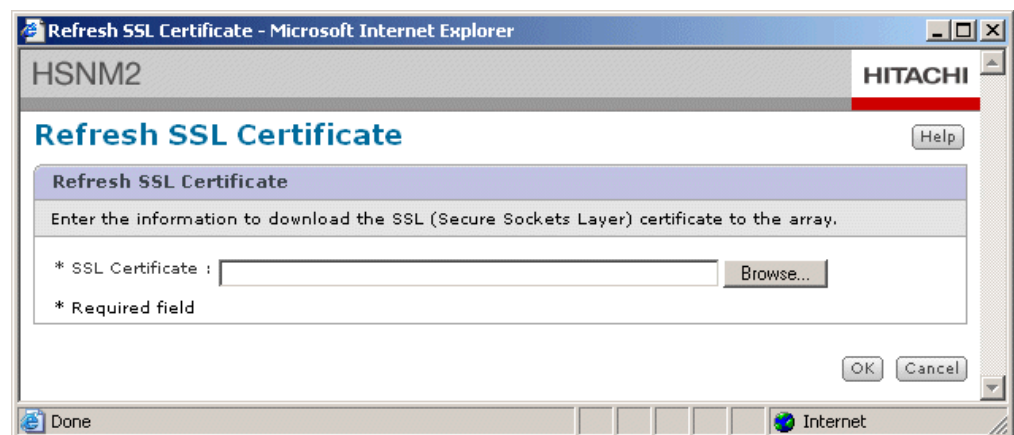 Refresh SSL Certificate - Microsoft Internet Explorer
HSNM2
HITACHI
Refresh SSL Certificate
Help
Refresh SSL Certificate
Enter the information to download the SSL (Secure Sockets Layer) certificate to the array.
* SSL Certificate :
Browse...
* Required field
OK
Cancel
Done
Internet